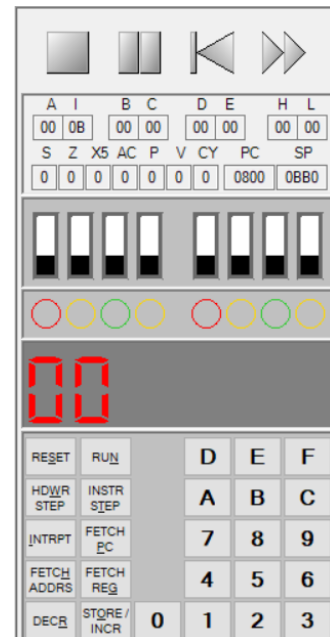 A I B C D E H L
00 0B 00 00 00 00 00 00
S Z X5 AC P V CY PC SP
0 0 0 0 0 0 0 0800 0BB0
00
RESET RUN D E F
HDWR STEP INSTR STEP A B C
INTRPT FETCH PC 7 8 9
FETCH ADDRS FETCH REG 4 5 6
DECR STORE / INCR 0 1 2 3